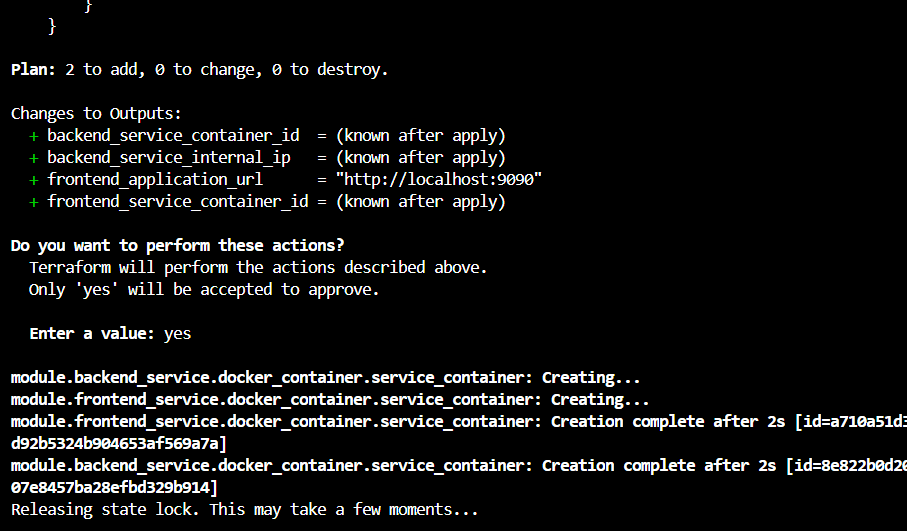 }
}
Plan: 2 to add, 0 to change, 0 to destroy.
Changes to Outputs:
+ backend_service_container_id  = (known after apply)
+ backend_service_internal_ip   = (known after apply)
+ frontend_application_url      = "http://localhost:9090"
+ frontend_service_container_id = (known after apply)
Do you want to perform these actions?
Terraform will perform the actions described above.
Only 'yes' will be accepted to approve.
Enter a value: yes
module.backend_service.docker_container.service_container: Creating...
module.frontend_service.docker_container.service_container: Creating...
module.frontend_service.docker_container.service_container: Creation complete after 2s [id=a710a51d3
d92b5324b904653af569a7a]
module.backend_service.docker_container.service_container: Creation complete after 2s [id=8e822b0d20
07e8457ba28efbd329b914]
Releasing state lock. This may take a few moments...